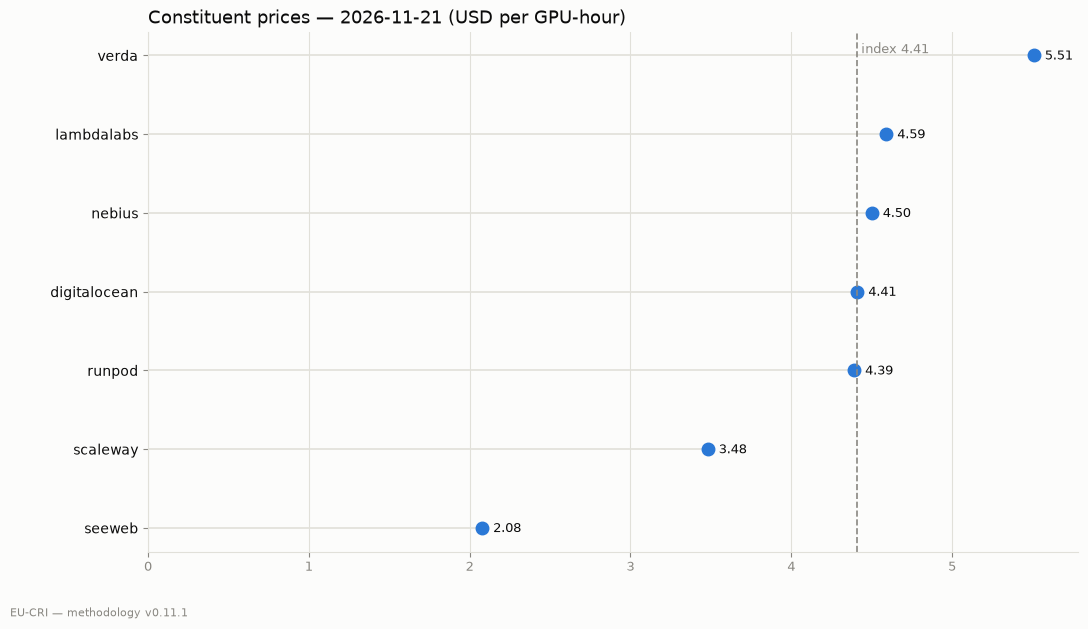 Constituent prices — 2026-11-21 (USD per GPU-hour)
index 4.41
verda 5.51
lambdalabs 4.59
nebius 4.50
digitalocean 4.41
runpod 4.39
scaleway 3.48
seeweb 2.08
0 1 2 3 4 5
EU-CRI — methodology v0.11.1